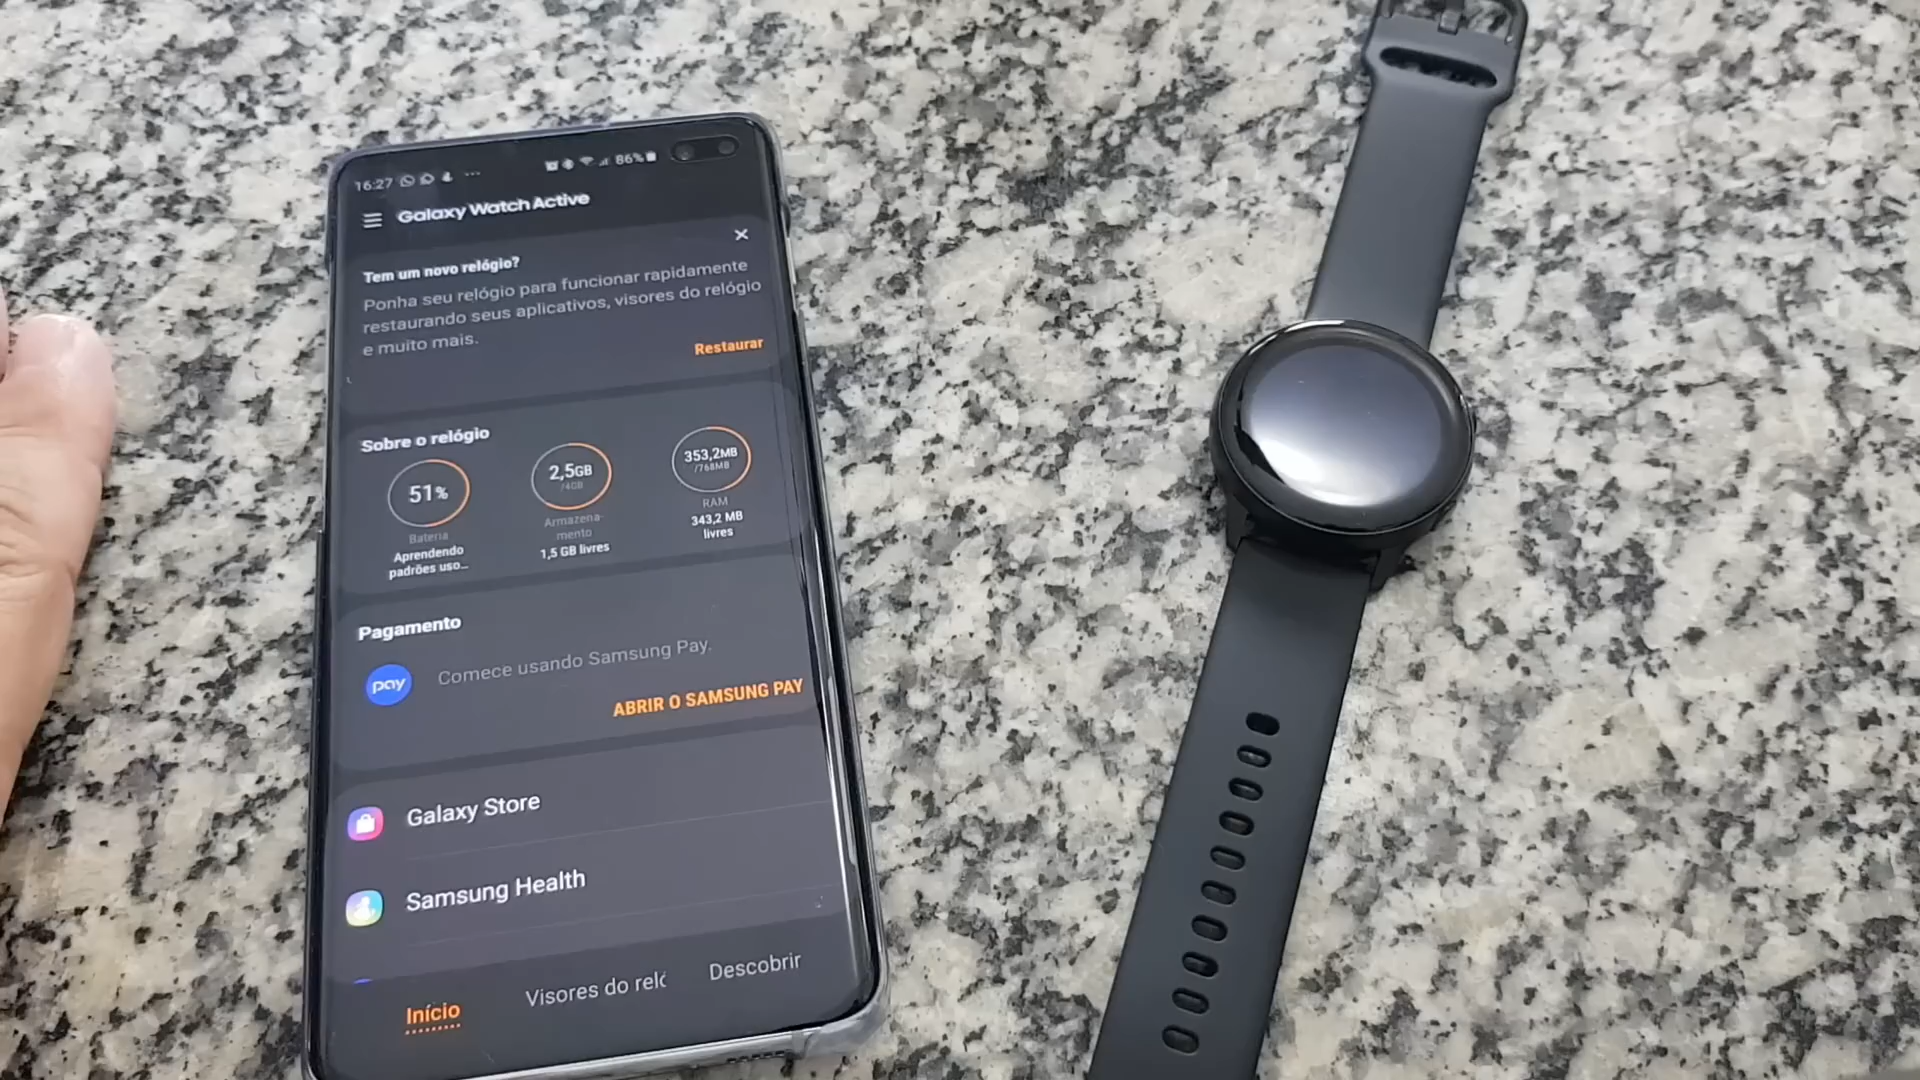 16:27
86%
Galaxy Watch Active
Tem um novo relógio?
Ponha seu relógio para funcionar rapidamente
restaurando seus aplicativos, visores do relógio
e muito mais.
Restaurar
Sobre o relógio
51%
Bateria
Aprendendo
padrões uso...
2,5GB
/4GB
Armazena-
mento
1,5 GB livres
353,2MB
/768MB
RAM
343,2 MB
livres
Pagamento
pay
Comece usando Samsung Pay.
ABRIR O SAMSUNG PAY
Galaxy Store
Samsung Health
Início
Visores do reló
Descobrir